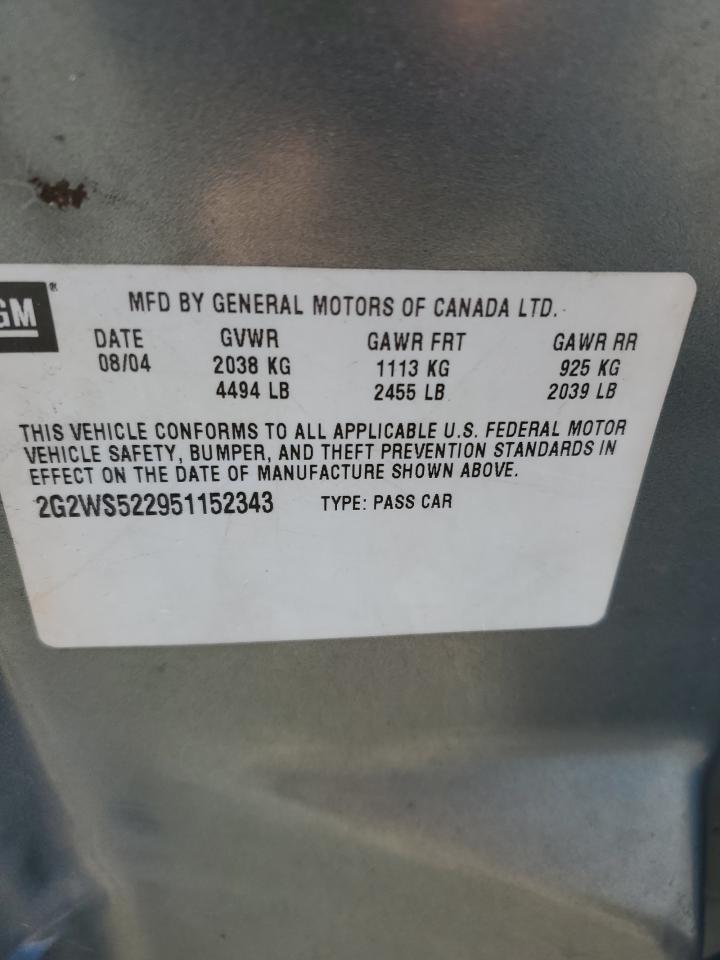 GM®
MFD BY GENERAL MOTORS OF CANADA LTD.
DATE GVWR GAWR FRT GAWR RR
08/04 2038 KG 1113 KG 925 KG
4494 LB 2455 LB 2039 LB
THIS VEHICLE CONFORMS TO ALL APPLICABLE U.S. FEDERAL MOTOR
VEHICLE SAFETY, BUMPER, AND THEFT PREVENTION STANDARDS IN
EFFECT ON THE DATE OF MANUFACTURE SHOWN ABOVE.
2G2WS522951152343 TYPE: PASS CAR